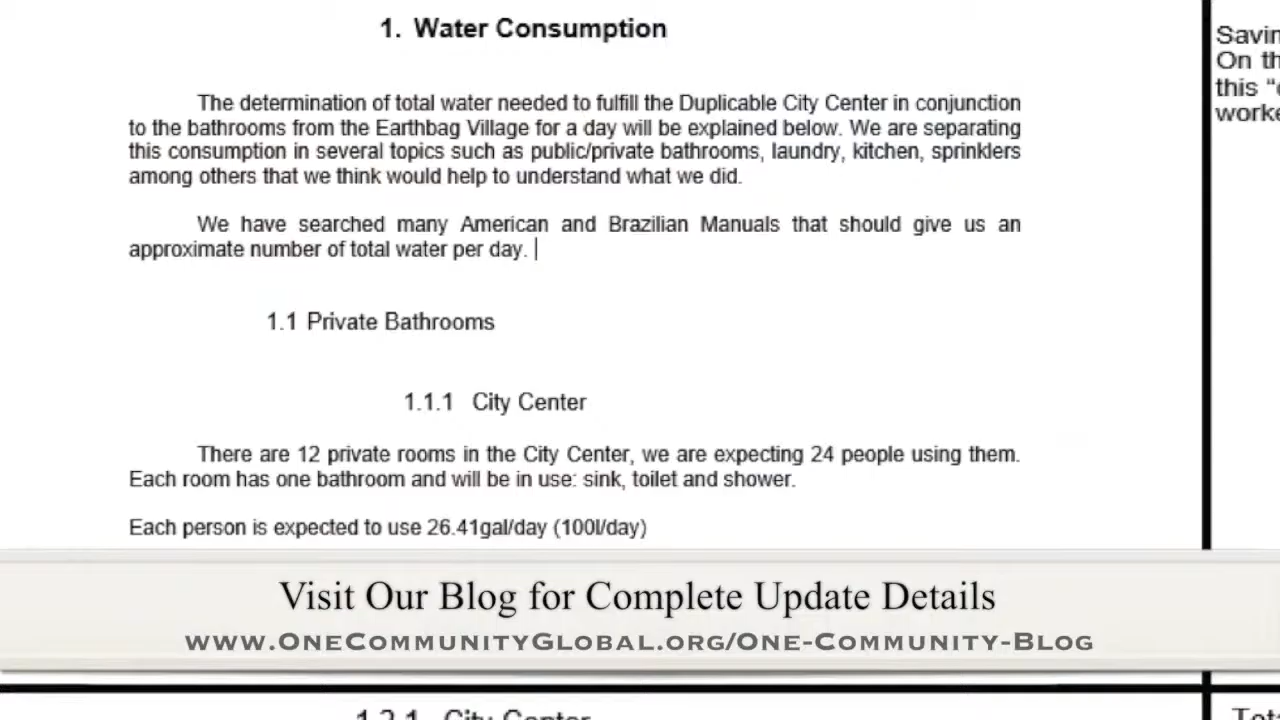 1. Water Consumption
The determination of total water needed to fulfill the Duplicable City Center in conjunction
to the bathrooms from the Earthbag Village for a day will be explained below. We are separating
this consumption in several topics such as public/private bathrooms, laundry, kitchen, sprinklers
among others that we think would help to understand what we did.
We have searched many American and Brazilian Manuals that should give us an
approximate number of total water per day.
1.1 Private Bathrooms
1.1.1 City Center
There are 12 private rooms in the City Center, we are expecting 24 people using them.
Each room has one bathroom and will be in use: sink, toilet and shower.
Each person is expected to use 26.41gal/day (100l/day)
On
this
Visit Our Blog for Complete Update Details
www.OneCommunityGlobal.org/One-Community-Blog
1.2.1 City Center